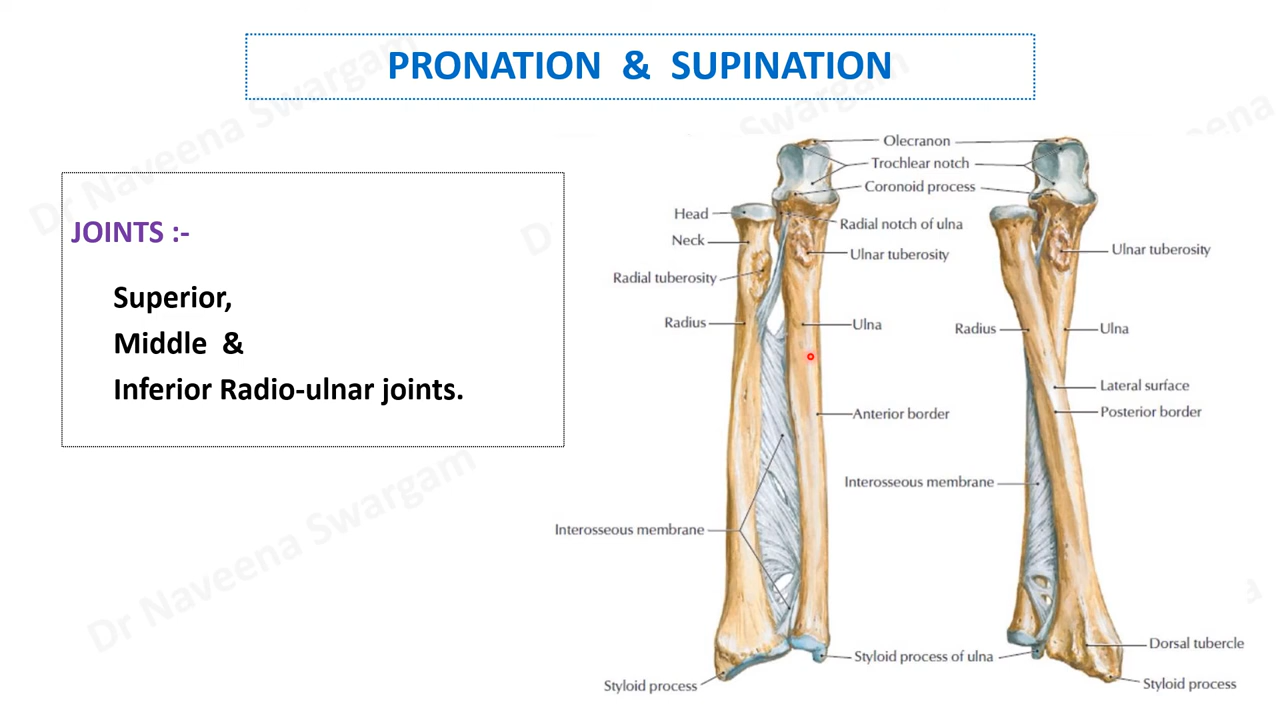 PRONATION & SUPINATION
JOINTS :-
Superior,
Middle &
Inferior Radio-ulnar joints.
Olecranon
Trochlear notch
Coronoid process
Head
Radial notch of ulna
Neck
Ulnar tuberosity
Ulnar tuberosity
Radial tuberosity
Radius
Ulna
Radius
Ulna
Lateral surface
Posterior border
Anterior border
Interosseous membrane
Interosseous membrane
Dorsal tubercle
Styloid process of ulna
Styloid process
Styloid process
Dr Naveena Swargam
Swargam
ena
D
Dr Naveena Swargam
a